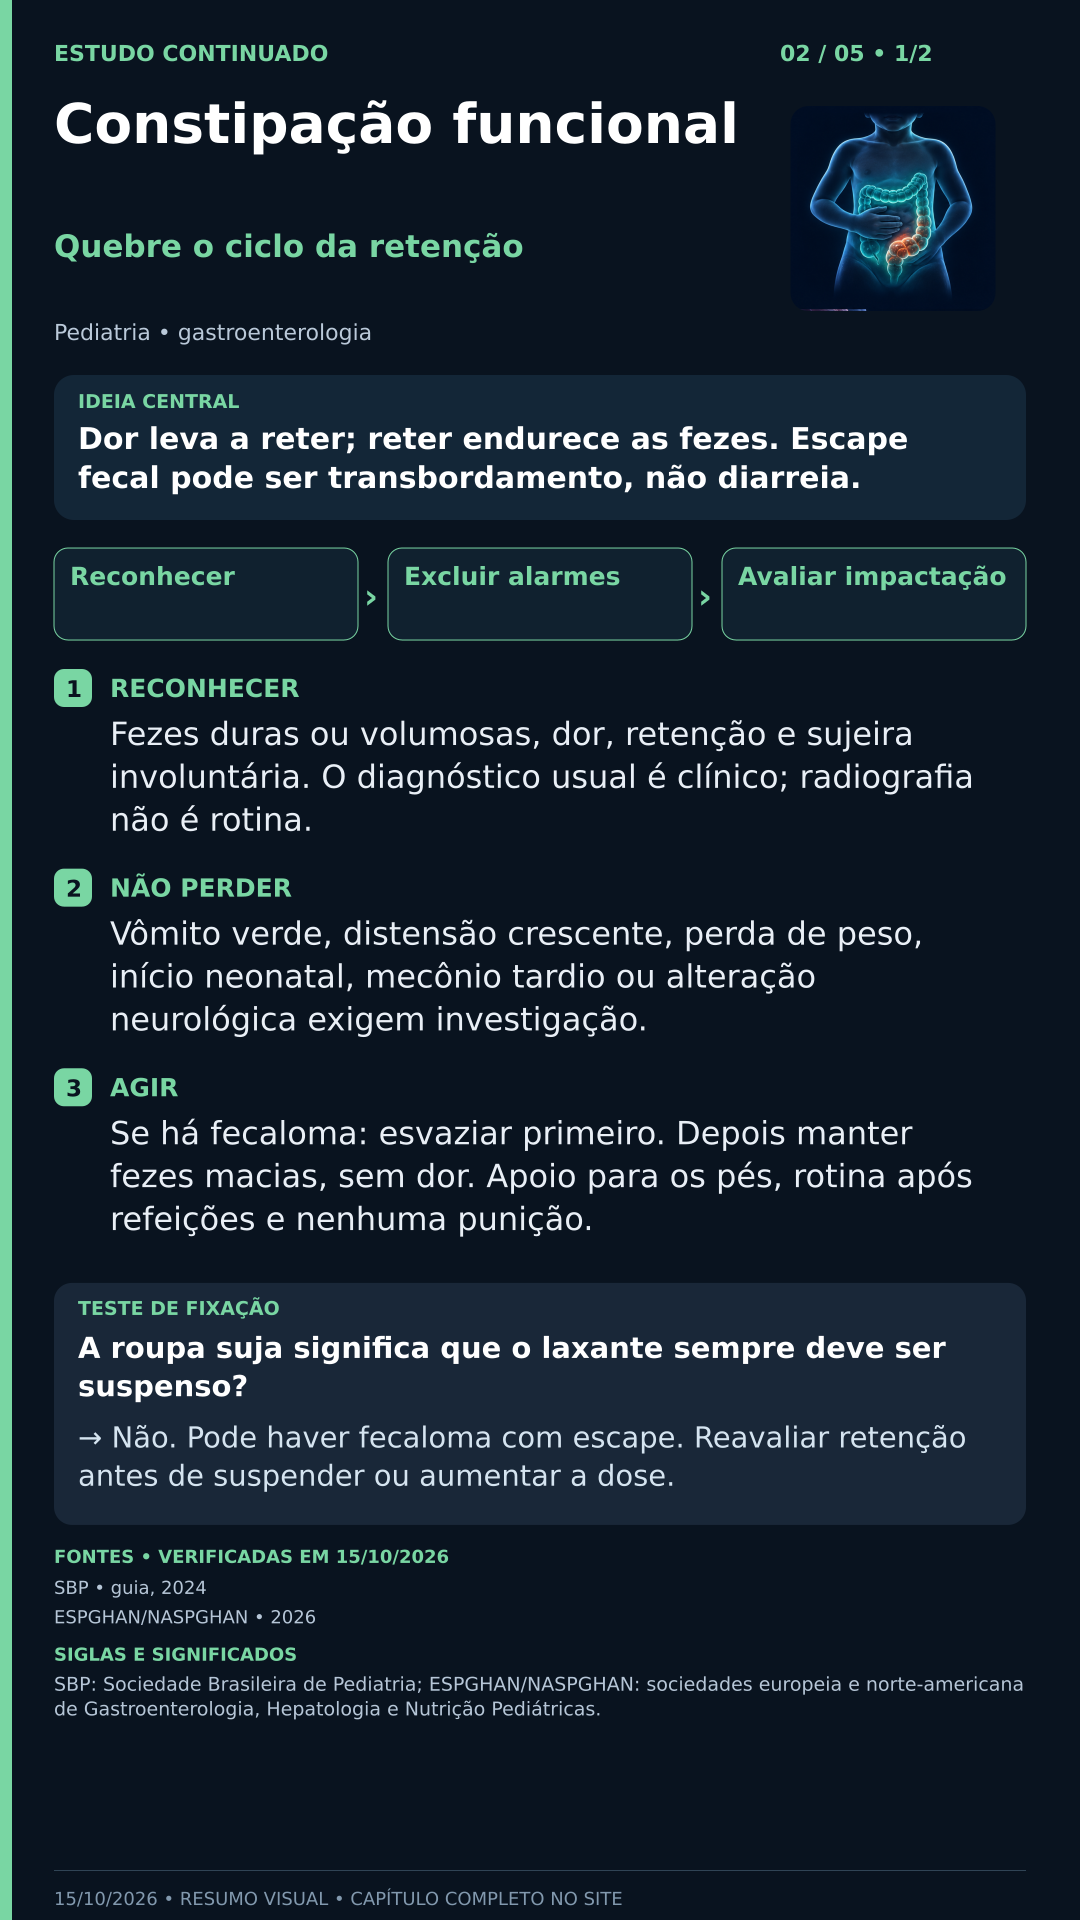 ESTUDO CONTINUADO
02 / 05 • 1/2
Constipação funcional
Quebre o ciclo da retenção
Pediatria • gastroenterologia
IDEIA CENTRAL
Dor leva a reter; reter endurece as fezes. Escape
fecal pode ser transbordamento, não diarreia.
Reconhecer
›
Excluir alarmes
›
Avaliar impactação
1 RECONHECER
Fezes duras ou volumosas, dor, retenção e sujeira
involuntária. O diagnóstico usual é clínico; radiografia
não é rotina.
2 NÃO PERDER
Vômito verde, distensão crescente, perda de peso,
início neonatal, mecônio tardio ou alteração
neurológica exigem investigação.
3 AGIR
Se há fecaloma: esvaziar primeiro. Depois manter
fezes macias, sem dor. Apoio para os pés, rotina após
refeições e nenhuma punição.
TESTE DE FIXAÇÃO
A roupa suja significa que o laxante sempre deve ser
suspenso?
→ Não. Pode haver fecaloma com escape. Reavaliar retenção
antes de suspender ou aumentar a dose.
FONTES • VERIFICADAS EM 15/10/2026
SBP • guia, 2024
ESPGHAN/NASPGHAN • 2026
SIGLAS E SIGNIFICADOS
SBP: Sociedade Brasileira de Pediatria; ESPGHAN/NASPGHAN: sociedades europeia e norte-americana
de Gastroenterologia, Hepatologia e Nutrição Pediátricas.
15/10/2026 • RESUMO VISUAL • CAPÍTULO COMPLETO NO SITE